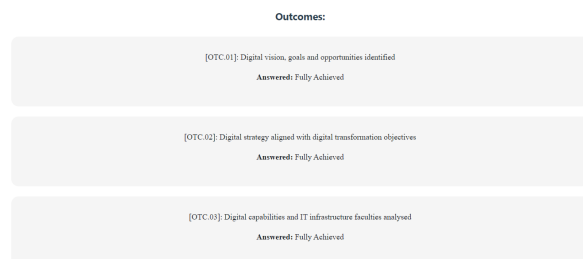 Outcomes:
[OTC.01]: Digital vision, goals and opportunities identified
Answered: Fully Achieved
[OTC.02]: Digital strategy aligned with digital transformation objectives
Answered: Fully Achieved
[OTC.03]: Digital capabilities and IT infrastructure faculties analysed
Answered: Fully Achieved